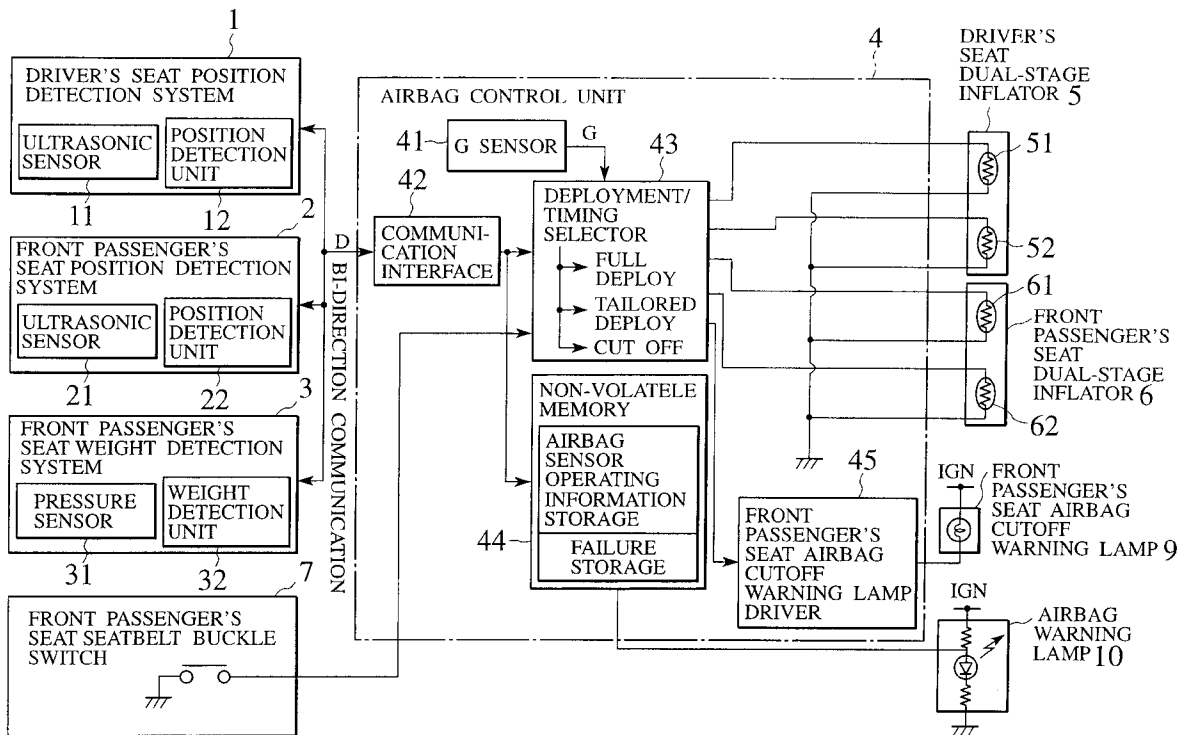 1
DRIVER'S SEAT POSITION
DETECTION SYSTEM
ULTRASONIC
SENSOR
POSITION
DETECTION
UNIT
11
12
2
FRONT PASSENGER'S
SEAT POSITION DETECTION
SYSTEM
ULTRASONIC
SENSOR
POSITION
DETECTION
UNIT
21
22
3
FRONT PASSENGER'S
SEAT WEIGHT DETECTION
SYSTEM
PRESSURE
SENSOR
WEIGHT
DETECTION
UNIT
31
32
7
FRONT PASSENGER'S
SEAT SEATBELT BUCKLE
SWITCH
D
BI-DIRECTION COMMUNICATION
4
AIRBAG CONTROL UNIT
41
G SENSOR
G
42
COMMUNI-
CATION
INTERFACE
43
DEPLOYMENT/
TIMING
SELECTOR
FULL
DEPLOY
TAILORED
DEPLOY
CUT OFF
NON-VOLATELE
MEMORY
AIRBAG
SENSOR
OPERATING
INFORMATION
STORAGE
44
FAILURE
STORAGE
45
FRONT
PASSENGER'S
SEAT AIRBAG
CUTOFF
WARNING LAMP
DRIVER
DRIVER'S
SEAT
DUAL-STAGE
INFLATOR 5
51
52
61
FRONT
PASSENGER'S
SEAT
DUAL-STAGE
INFLATOR 6
62
IGN
FRONT
PASSENGER'S
SEAT AIRBAG
CUTOFF
WARNING LAMP 9
IGN
AIRBAG
WARNING
LAMP 10